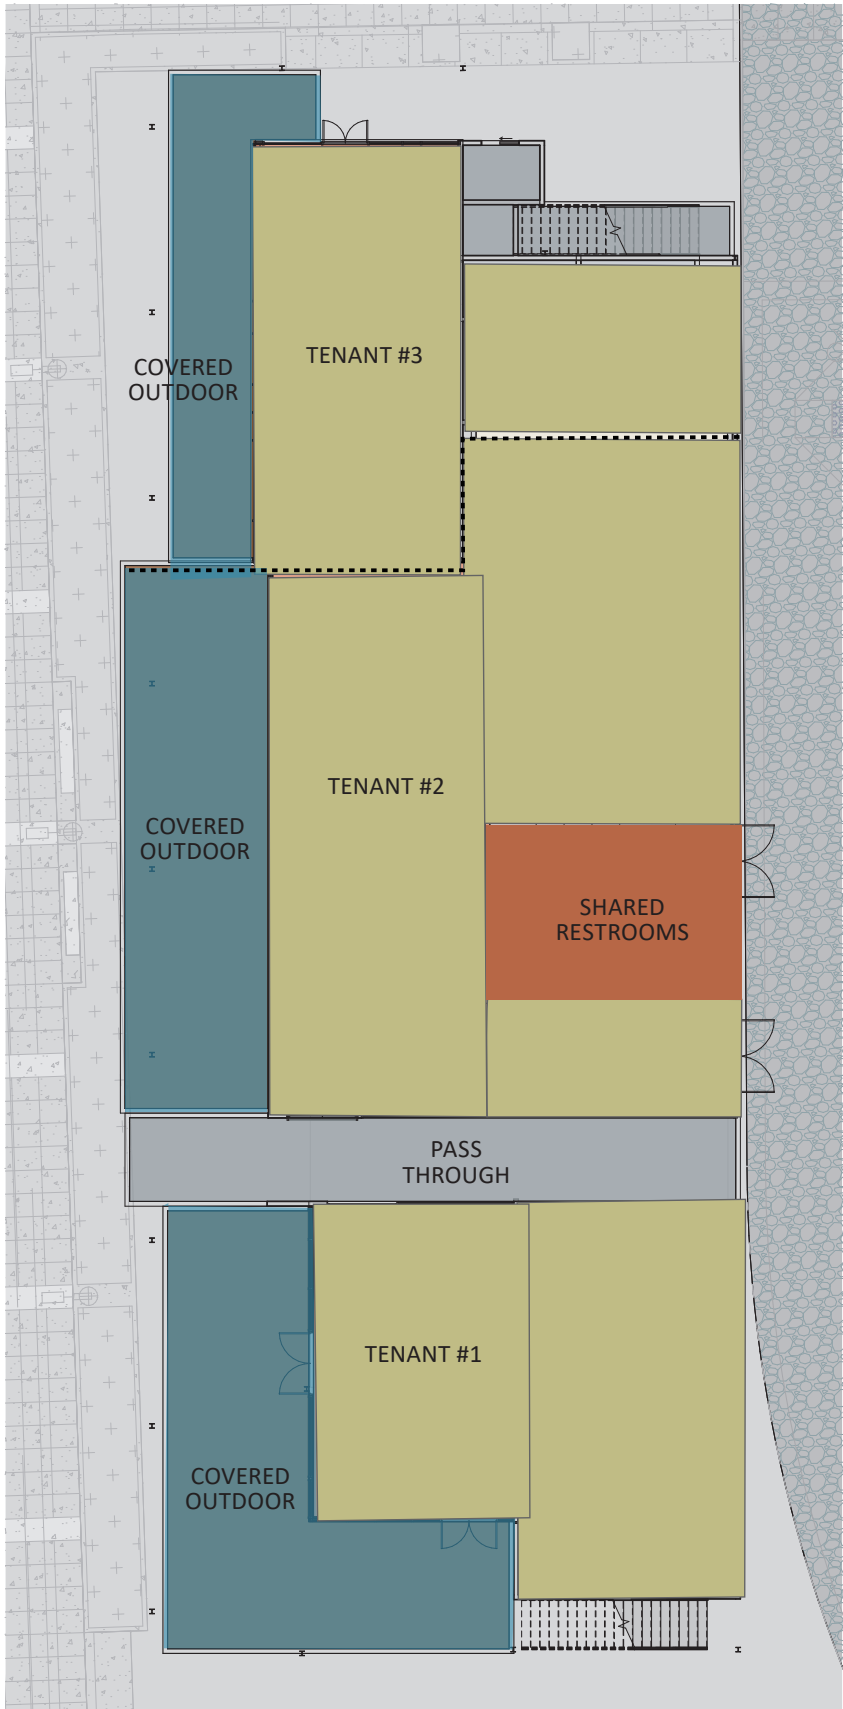 TENANT #3
COVERED
OUTDOOR
TENANT #2
COVERED
OUTDOOR
SHARED
RESTROOMS
PASS
THROUGH
TENANT #1
COVERED
OUTDOOR